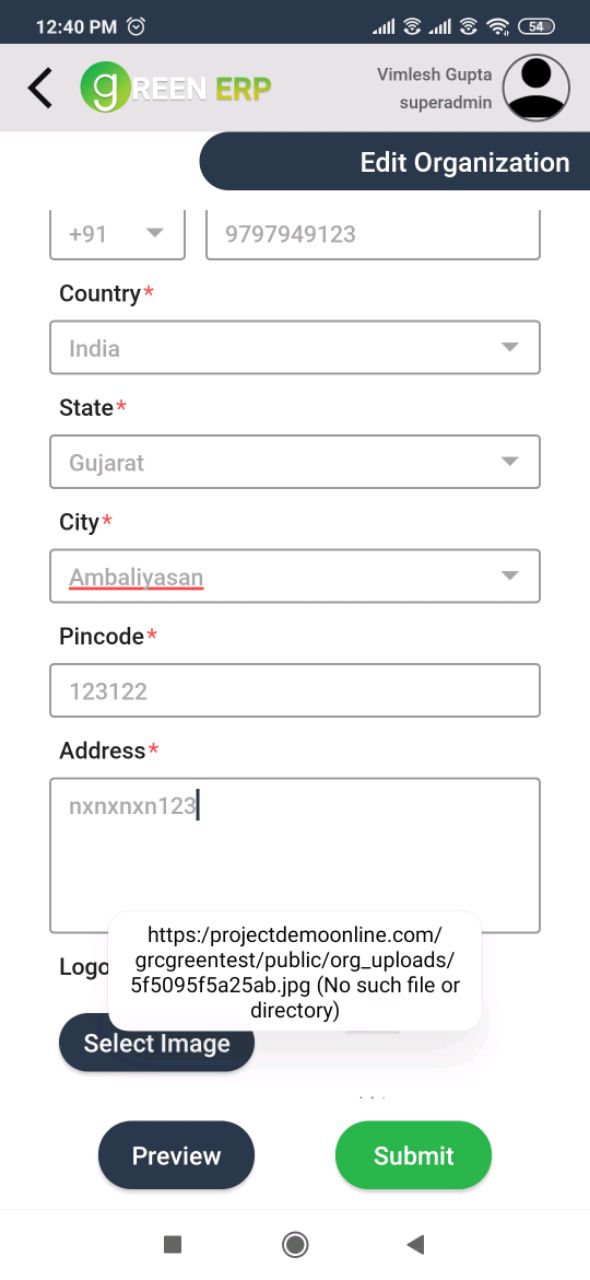 12:40 PM
54
gREEN ERP
Vimlesh Gupta
superadmin
Edit Organization
+91
9797949123
Country*
India
State*
Gujarat
City*
Ambaliyasan
Pincode*
123122
Address*
nxnxnxn123
https:/projectdemoonline.com/
grcgreentest/public/org_uploads/
5f5095f5a25ab.jpg (No such file or
directory)
Logo
Select Image
Preview
Submit